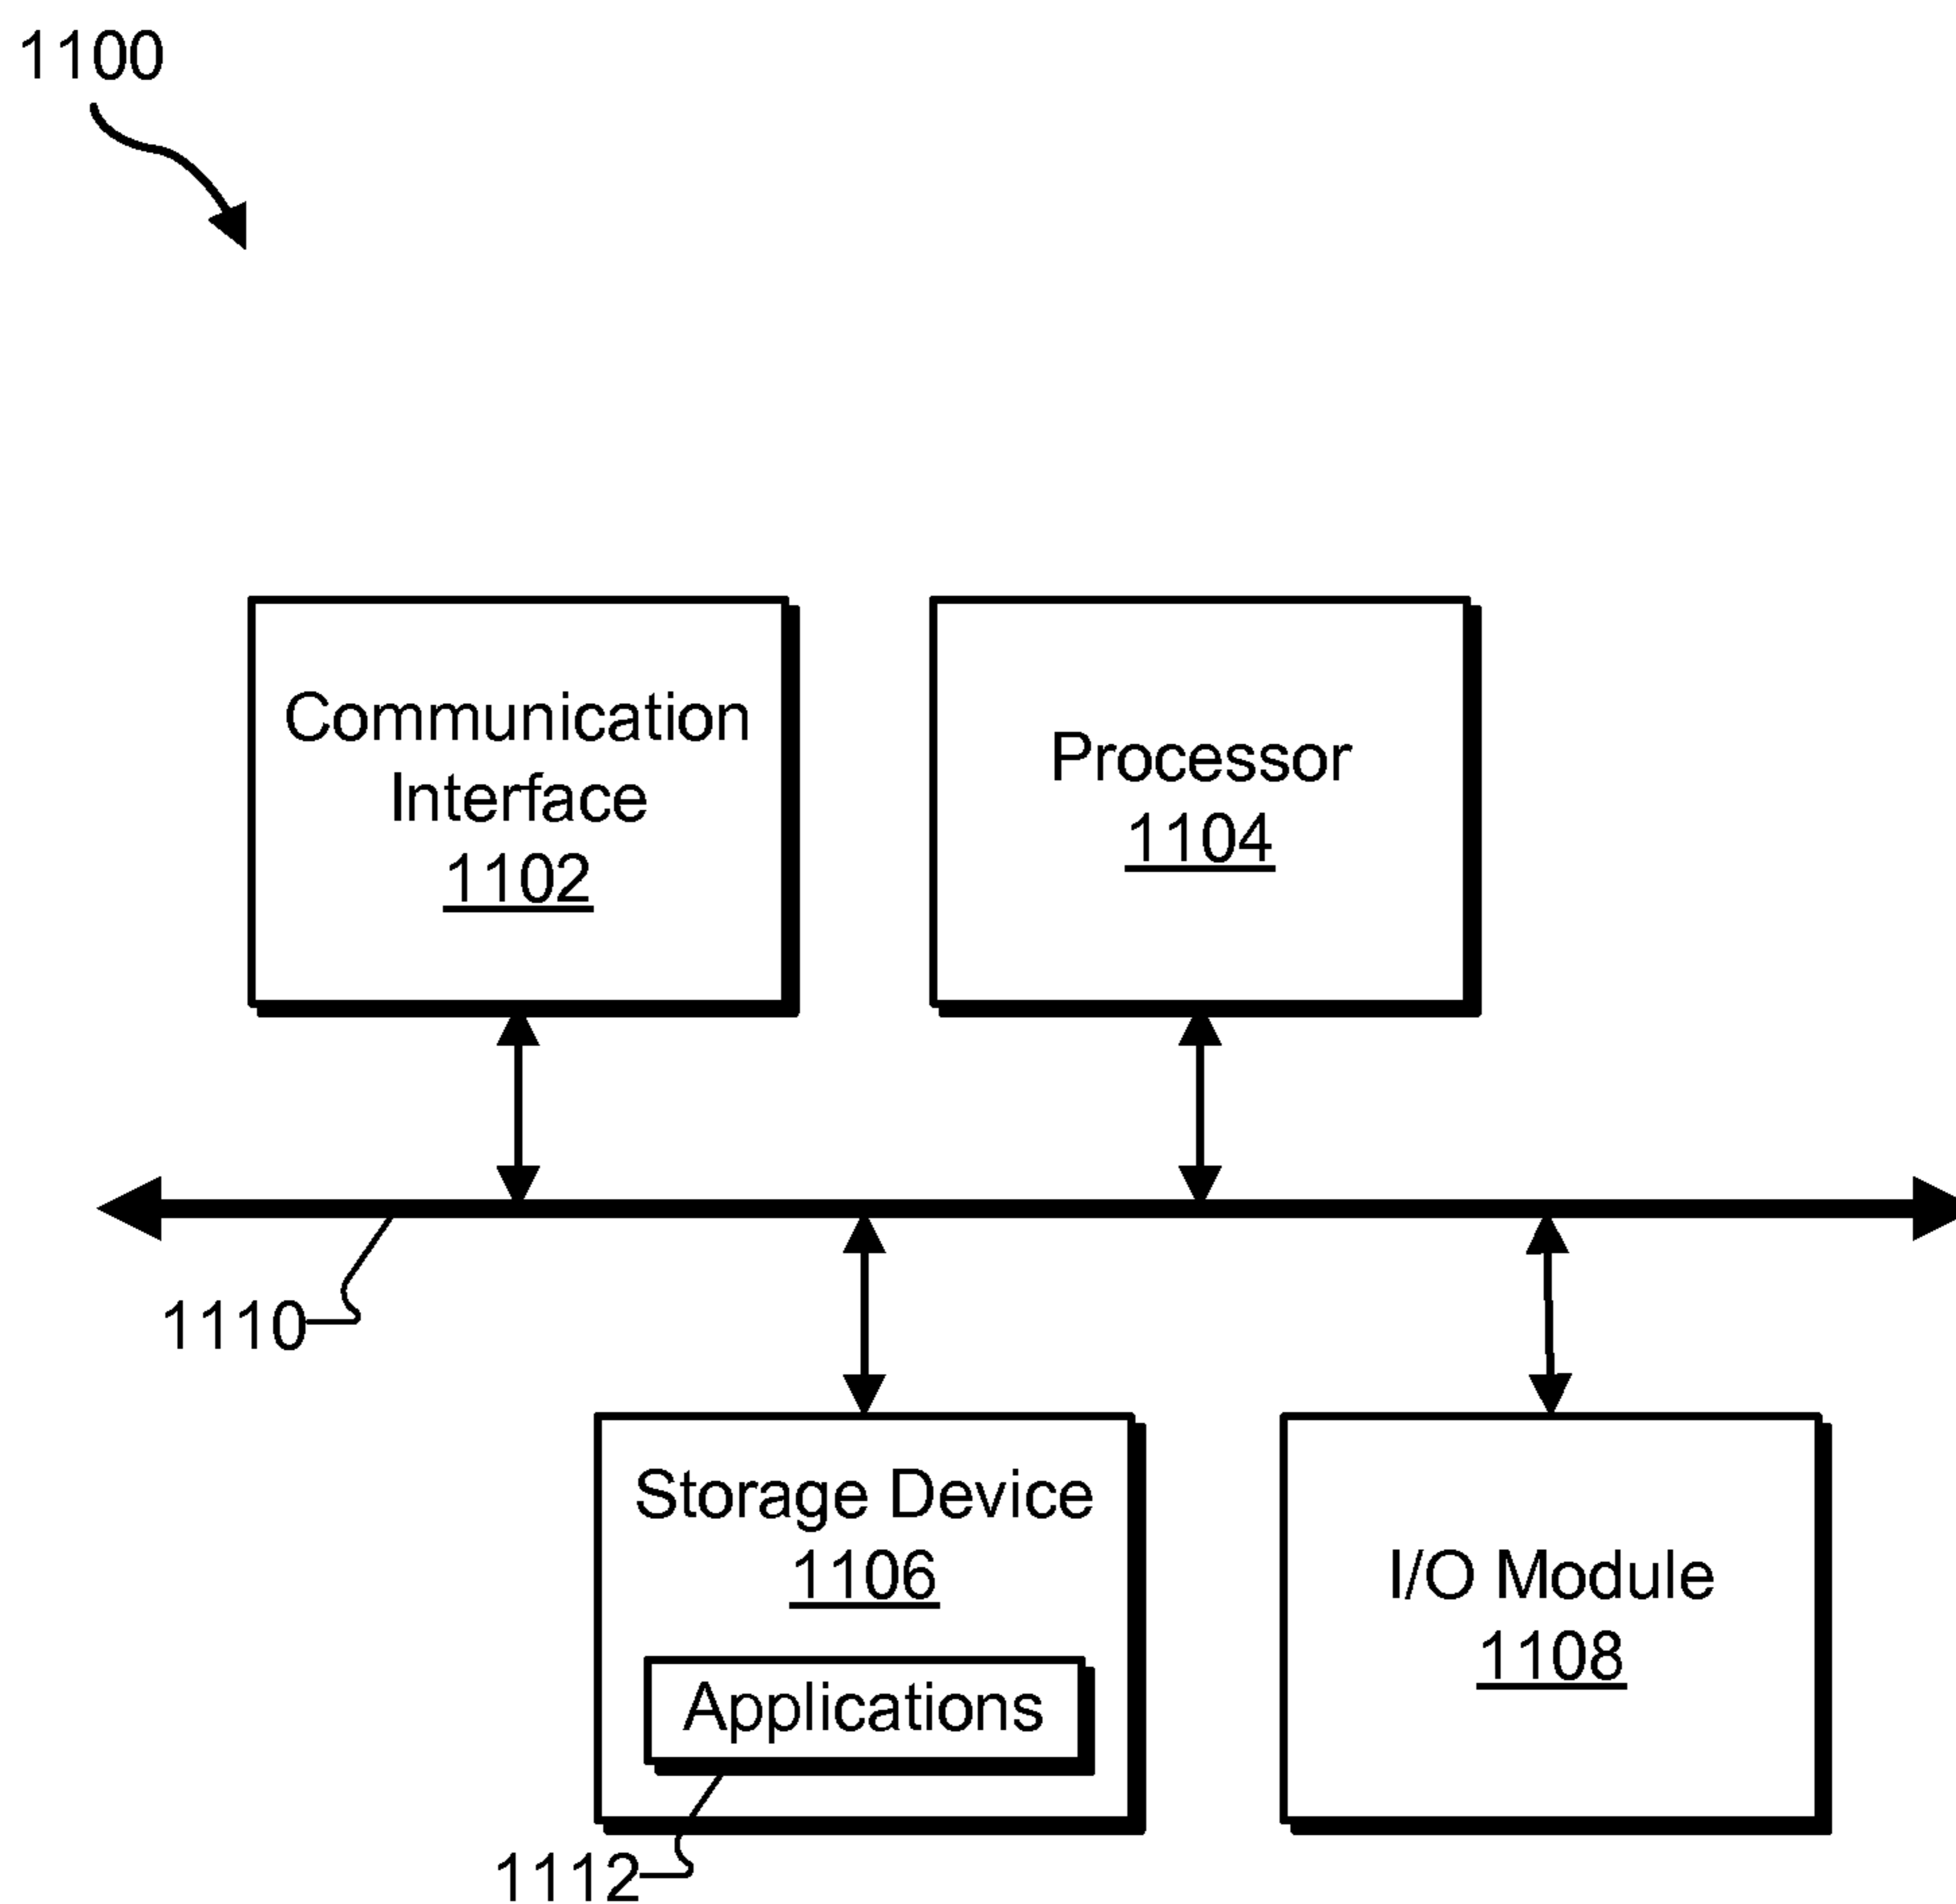 1100
Communication
Interface
1102
Processor
1104
1110
Storage Device
1106
Applications
1112
I/O Module
1108